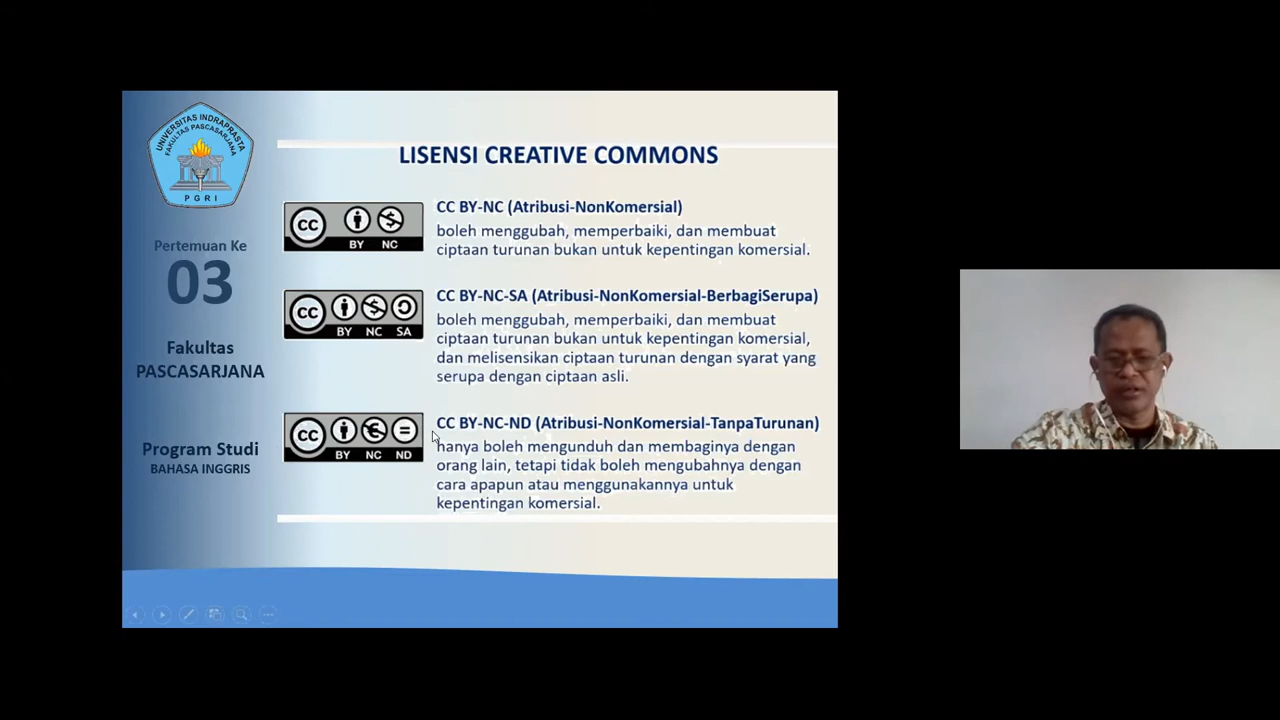 UNIVERSITAS INDRAPRASTA
FAKULTAS PASCASARJANA
PGRI
Pertemuan Ke
03
Fakultas
PASCASARJANA
Program Studi
BAHASA INGGRIS
LISENSI CREATIVE COMMONS
CC
BY NC
CC BY-NC (Atribusi-NonKomersial)
boleh menggubah, memperbaiki, dan membuat
ciptaan turunan bukan untuk kepentingan komersial.
CC
BY NC SA
CC BY-NC-SA (Atribusi-NonKomersial-BerbagiSerupa)
boleh menggubah, memperbaiki, dan membuat
ciptaan turunan bukan untuk kepentingan komersial,
dan melisensikan ciptaan turunan dengan syarat yang
serupa dengan ciptaan asli.
CC
BY NC ND
CC BY-NC-ND (Atribusi-NonKomersial-TanpaTurunan)
hanya boleh mengunduh dan membaginya dengan
orang lain, tetapi tidak boleh mengubahnya dengan
cara apapun atau menggunakannya untuk
kepentingan komersial.